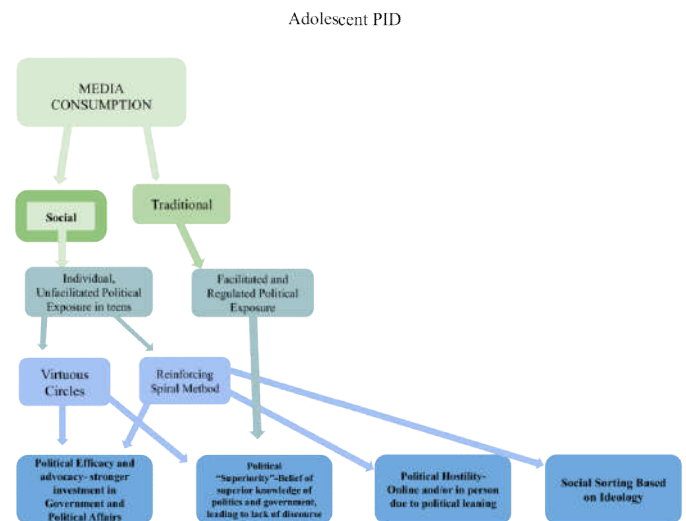 Adolescent PID
MEDIA
CONSUMPTION
Social
Traditional
Individual,
Unfacilitated Political
Exposure in teens
Facilitated and
Regulated Political
Exposure
Virtuous
Circles
Reinforcing
Spiral Method
Political Efficacy and
advocacy- stronger
investment in
Government and
Political Affairs
Political
"Superiority"-Belief of
superior knowledge of
politics and government,
leading to lack of discourse
Political Hostility-
Online and/or in person
due to political leaning
Social Sorting Based
on Ideology